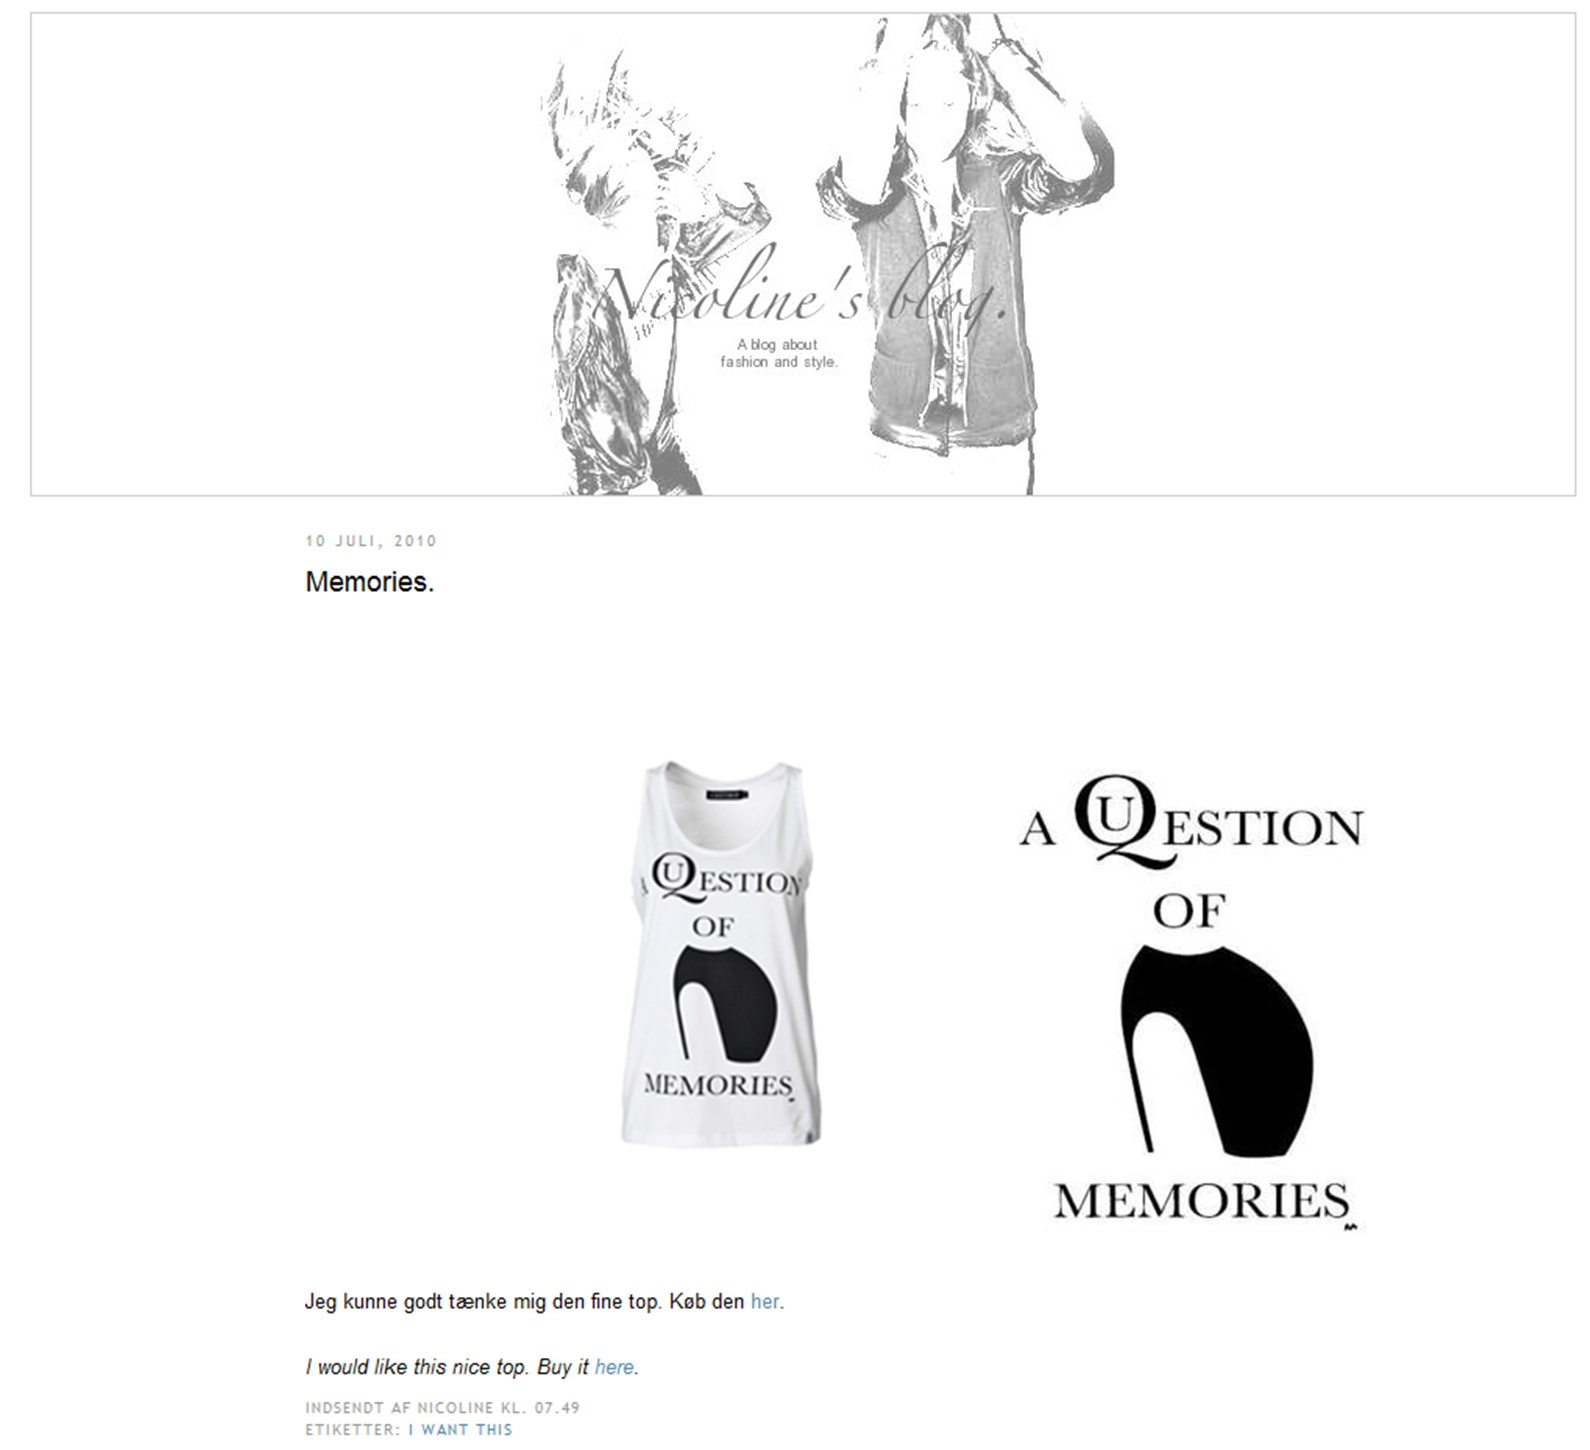 Nicoline's blog.
A blog about
fashion and style.
10 JULI, 2010
Memories.
A QUESTION
OF
MEMORIES
A QUESTION
OF
MEMORIES
Jeg kunne godt tænke mig den fine top. Køb den her.
I would like this nice top. Buy it here.
INDSENDT AF NICOLINE KL. 07.49
ETIKETTER: I WANT THIS